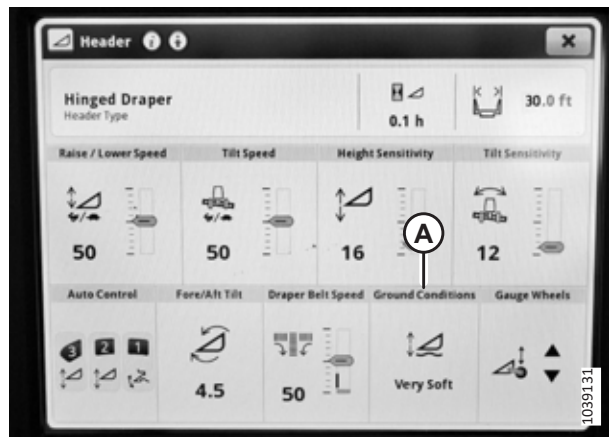 Header i
Hinged Draper
Header Type
0.1 h
30.0 ft
Raise / Lower Speed
Tilt Speed
Height Sensitivity
Tilt Sensitivity
50
50
16
12
A
Auto Control
Fore/Aft Tilt
Draper Belt Speed
Ground Conditions
Gauge Wheels
3 2 1
4.5
50
Very Soft
1039131